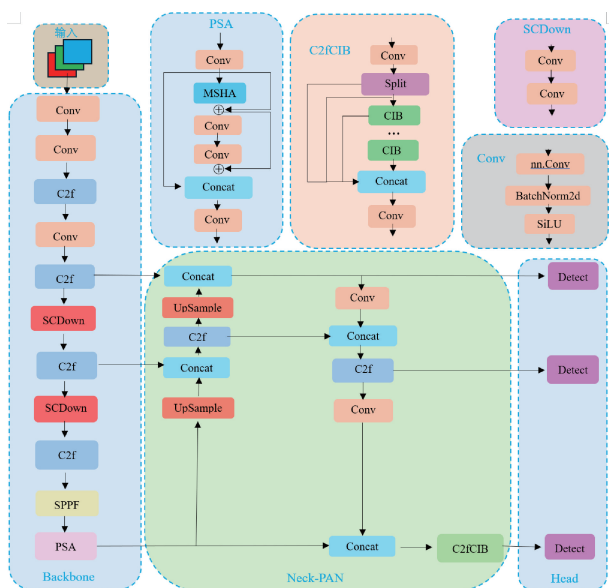 输入
Conv
Conv
C2f
Conv
C2f
SCDown
C2f
SCDown
C2f
SPPF
PSA
Backbone
PSA
Conv
MSHA
Conv
Conv
Concat
Conv
C2fCIB
Conv
Split
CIB
...
CIB
Concat
Conv
SCDown
Conv
Conv
Conv
nn.Conv
BatchNorm2d
SiLU
Concat
UpSample
C2f
Concat
UpSample
Conv
Concat
C2f
Conv
Concat
C2fCIB
Neck-PAN
Detect
Detect
Detect
Head